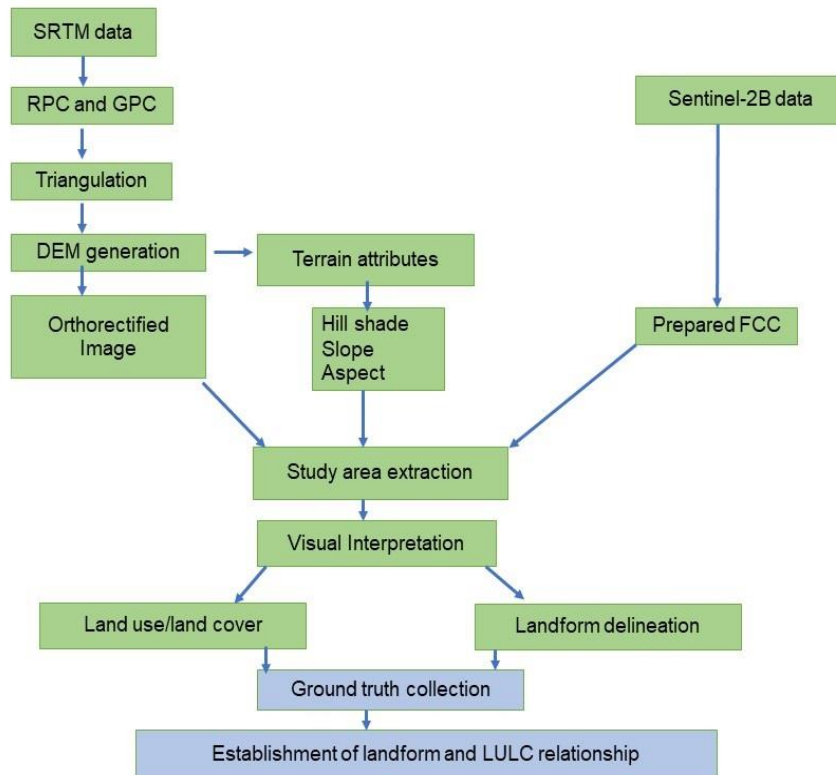 SRTM data
RPC and GPC
Sentinel-2B data
Triangulation
DEM generation
Terrain attributes
Orthorectified
Image
Hill shade
Slope
Aspect
Prepared FCC
Study area extraction
Visual Interpretation
Land use/land cover
Landform delineation
Ground truth collection
Establishment of landform and LULC relationship